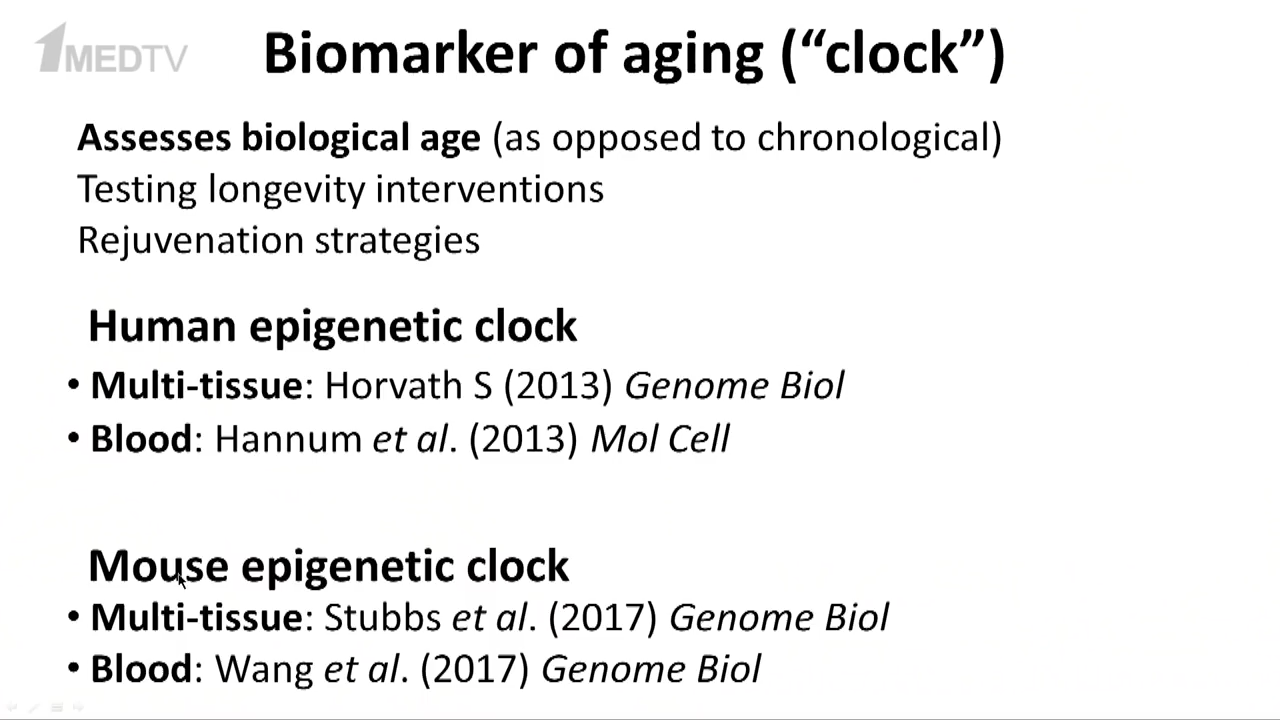 1MEDTV
Biomarker of aging (“clock”)
Assesses biological age (as opposed to chronological)
Testing longevity interventions
Rejuvenation strategies
Human epigenetic clock
• Multi-tissue: Horvath S (2013) Genome Biol
• Blood: Hannum et al. (2013) Mol Cell
Mouse epigenetic clock
• Multi-tissue: Stubbs et al. (2017) Genome Biol
• Blood: Wang et al. (2017) Genome Biol